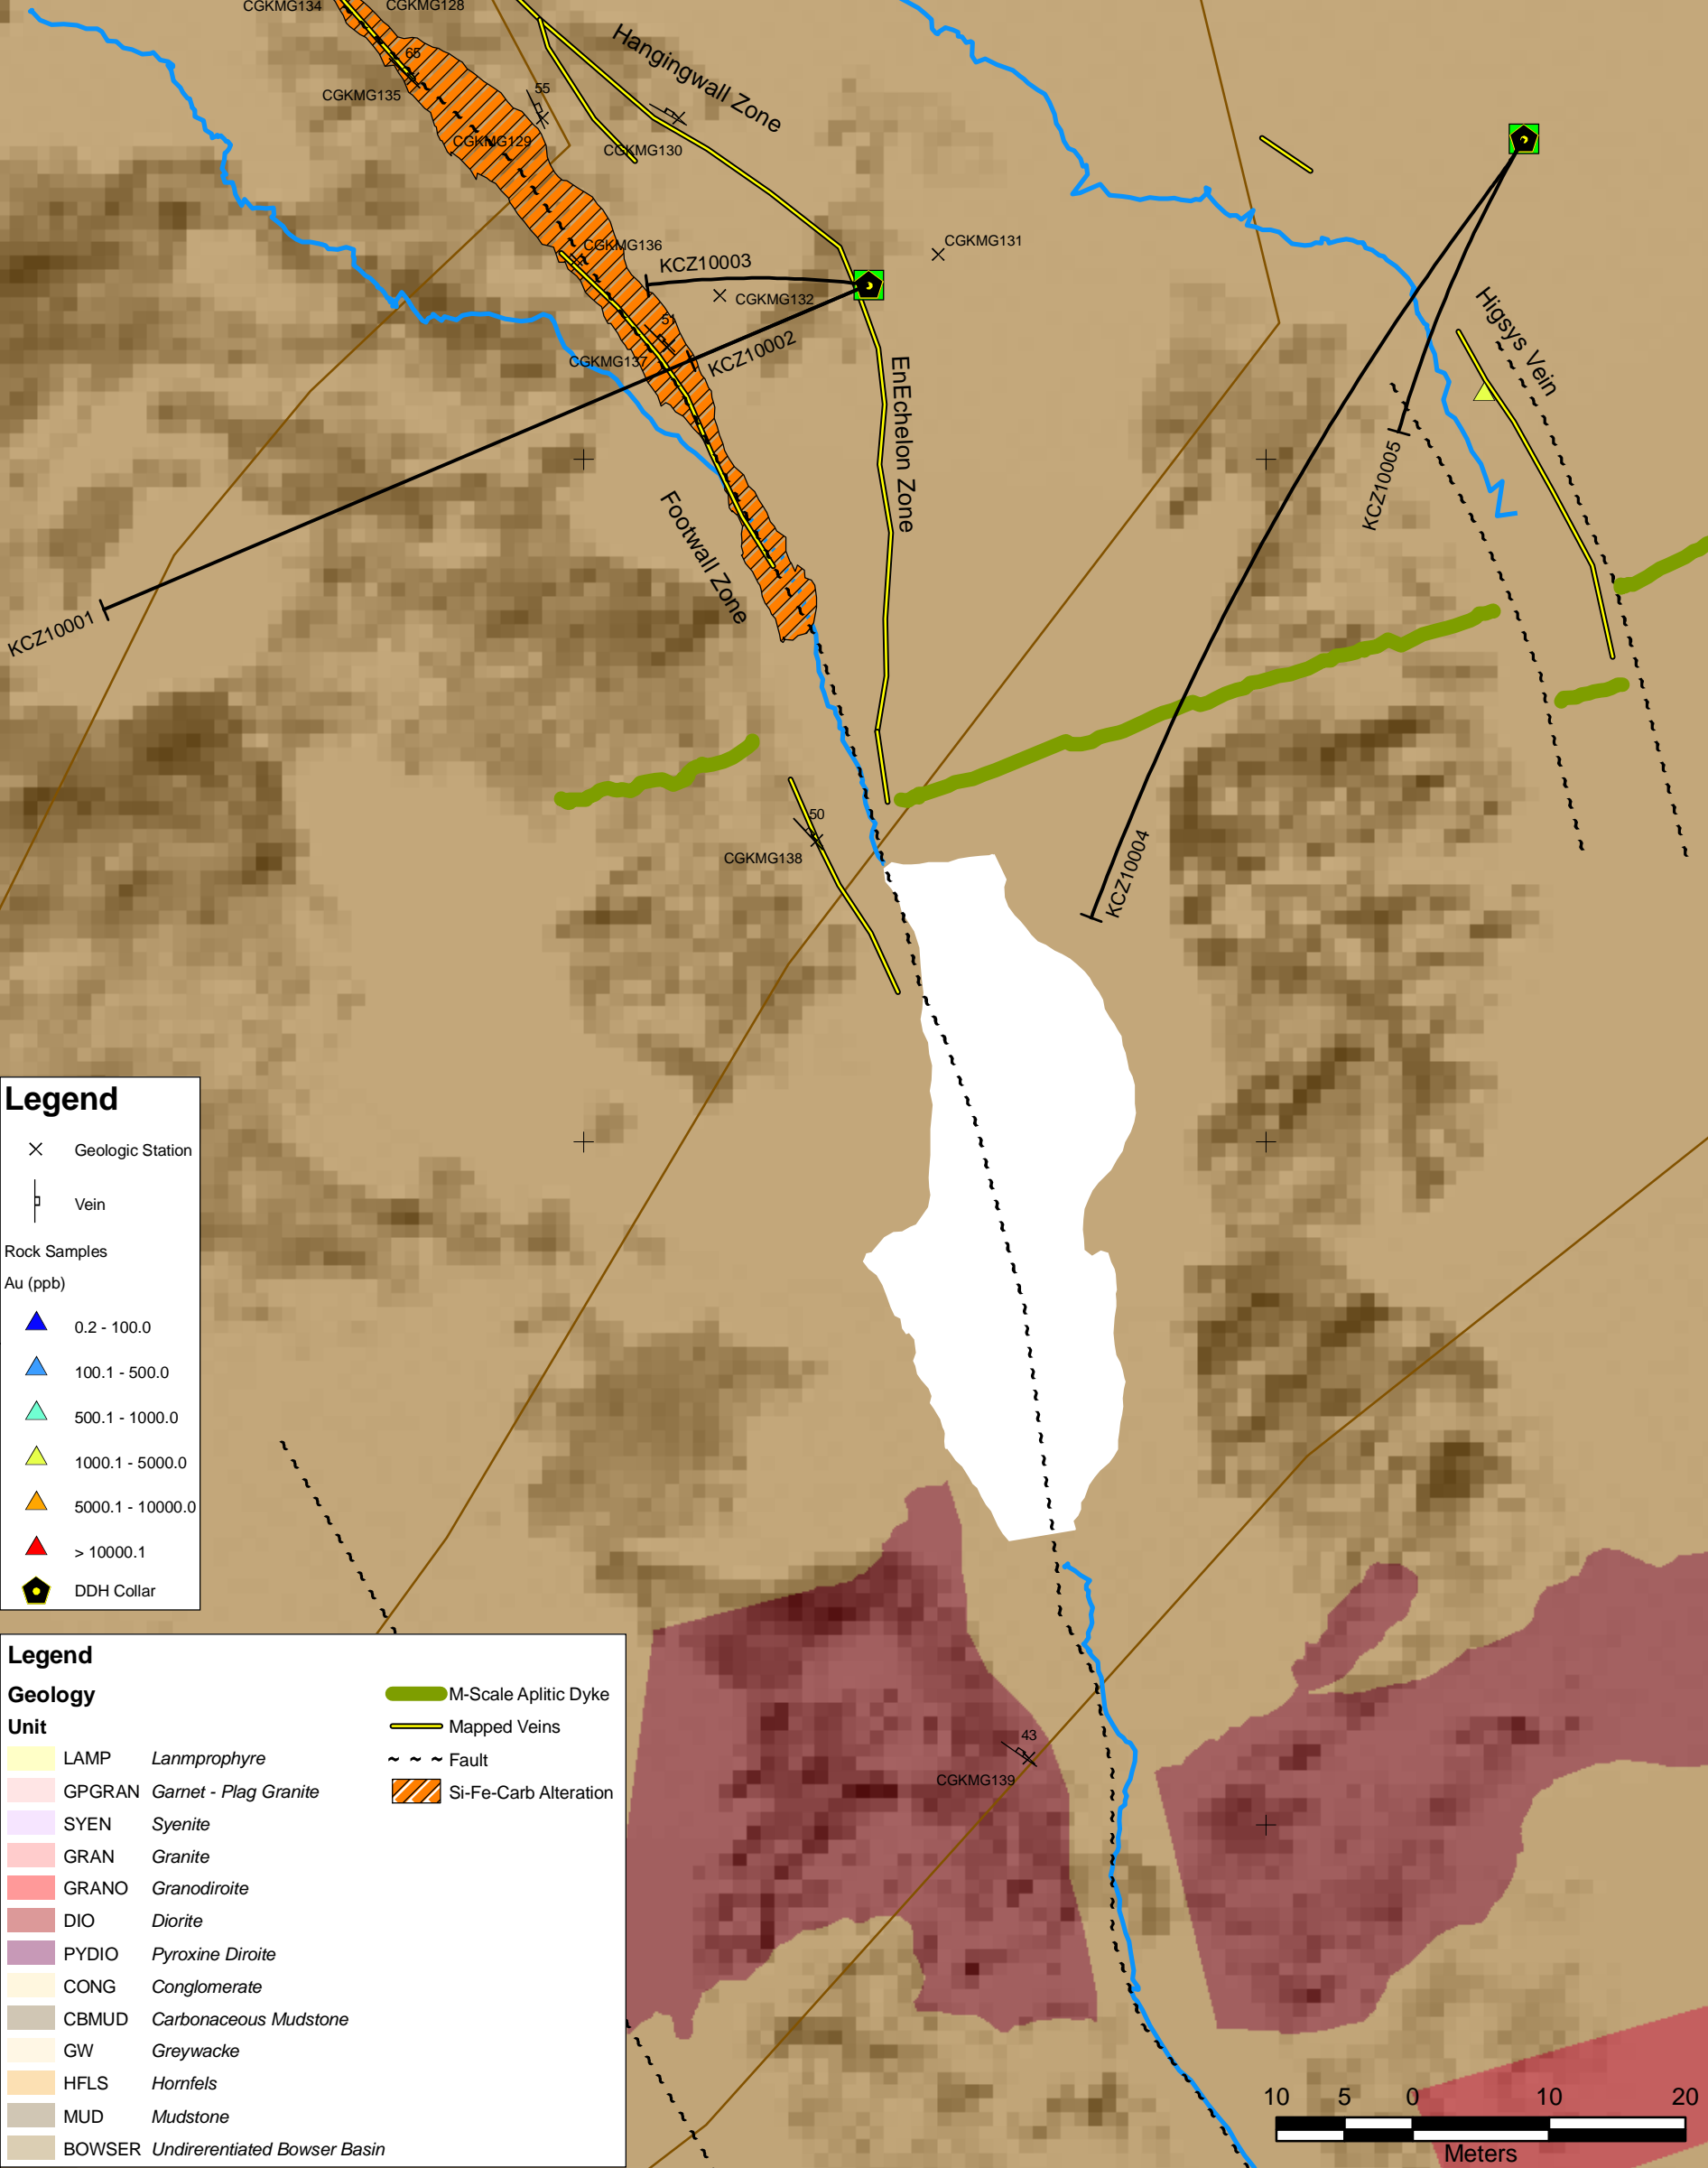 CGKMG134
CGKMG128
65
CGKMG135
55
CGKMG129
CGKMG130
Hangingwall Zone
CGKMG136
CGKMG131
KCZ10003
CGKMG132
51
CGKMG137
KCZ10002
Higsys Vein
EnEchelon Zone
KCZ10005
Footwall Zone
KCZ10001
50
CGKMG138
KCZ10004
Legend
Geologic Station
Vein
Rock Samples
Au (ppb)
0.2 - 100.0
100.1 - 500.0
500.1 - 1000.0
1000.1 - 5000.0
5000.1 - 10000.0
> 10000.1
DDH Collar
43
CGKMG139
Legend
Geology
Unit
LAMP Lanmprophyre
GPGRAN Garnet - Plag Granite
SYEN Syenite
GRAN Granite
GRANO Granodiroite
DIO Diorite
PYDIO Pyroxine Diroite
CONG Conglomerate
CBMUD Carbonaceous Mudstone
GW Greywacke
HFLS Hornfels
MUD Mudstone
BOWSER Undirerentiated Bowser Basin
M-Scale Aplitic Dyke
Mapped Veins
Fault
Si-Fe-Carb Alteration
10 5 0 10 20
Meters